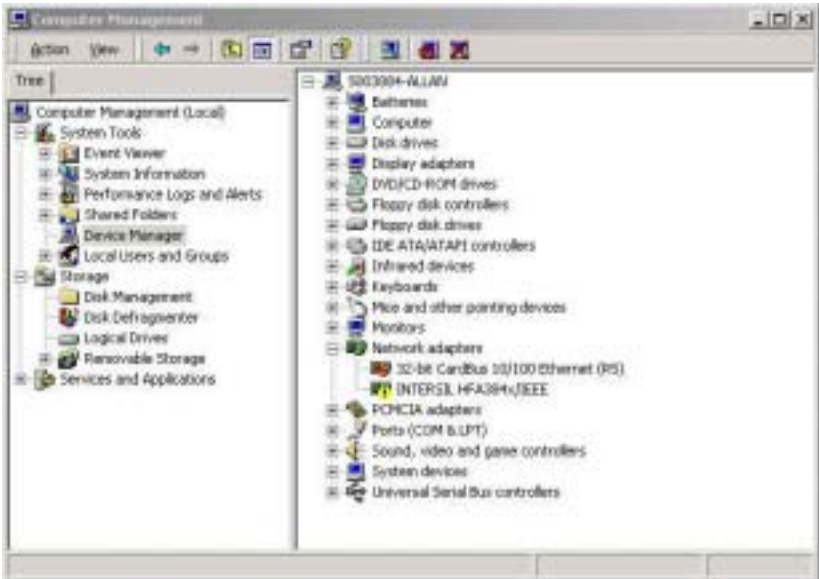 Computer Management
Action View
Tree
Computer Management (Local)
System Tools
Event Viewer
System Information
Performance Logs and Alerts
Shared Folders
Device Manager
Local Users and Groups
Storage
Disk Management
Disk Defragmenter
Logical Drives
Removable Storage
Services and Applications
Batteries
Computer
Disk drives
Display adapters
DVD/CD-ROM drives
Floppy disk controllers
Floppy disk drives
IDE ATA/ATAPI controllers
Infrared devices
Keyboards
Mice and other pointing devices
Monitors
Network adapters
32-bit CardBus 10/100 Ethernet (R5)
INTERSIL HFA384x/IEEE
PCMCIA adapters
Ports (COM & LPT)
Sound, video and game controllers
System devices
Universal Serial Bus controllers